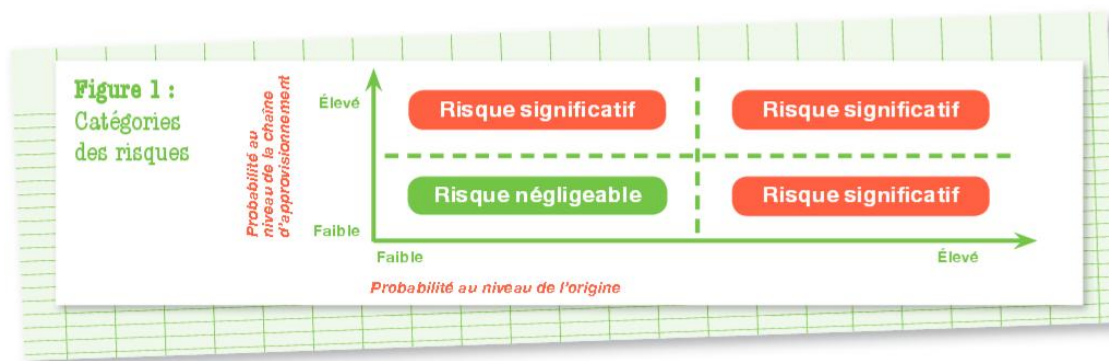 Figure 1 :
Catégories
des risques
Probabilité au
niveau de la chaîne
d'approvisionnement
Élevé
Risque significatif
Risque significatif
Risque négligeable
Risque significatif
Faible
Faible
Élevé
Probabilité au niveau de l'origine